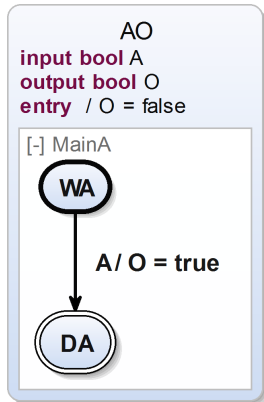 AO
input bool A
output bool O
entry / O = false
[-] MainA
WA
A/ O = true
DA